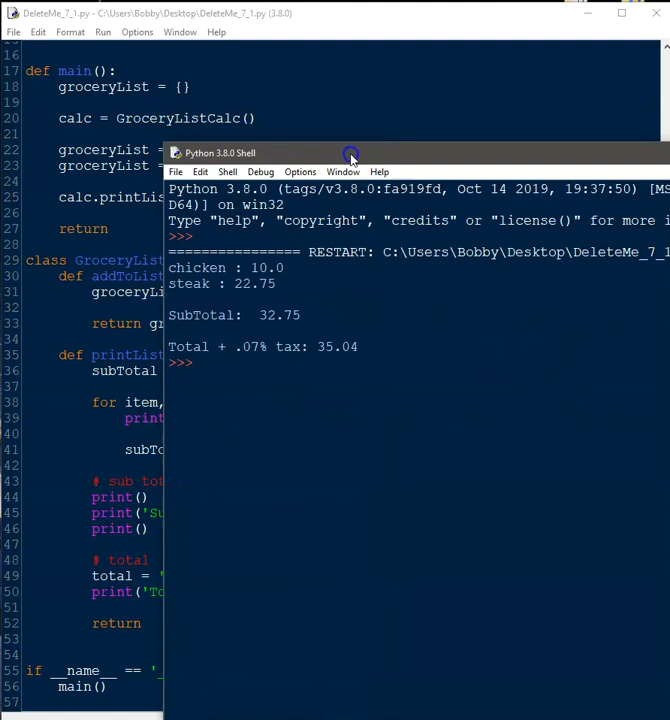 DeleteMe_7_1.py - C:\Users\Bobby\Desktop\DeleteMe_7_1.py (3.8.0)
File Edit Format Run Options Window Help
16
17 def main():
18 groceryList = {}
19
20 calc = GroceryListCalc()
21
22 groceryList =
23 groceryList =
24
25 calc.printLis
26
27 return
28
29 class GroceryList
30 def addToList
31 groceryLi
32
33 return gr
34
35 def printList
36 subTotal
37
38 for item,
39 print
40
41 subTo
42
43 # sub tot
44 print()
45 print('Su
46 print()
47
48 # total
49 total = '
50 print('To
51
52 return
53
54
55 if __name__ == '_
56 main()
57
Python 3.8.0 Shell
File Edit Shell Debug Options Window Help
Python 3.8.0 (tags/v3.8.0:fa919fd, Oct 14 2019, 19:37:50) [MS
D64)] on win32
Type "help", "copyright", "credits" or "license()" for more i
>>>
================ RESTART: C:\Users\Bobby\Desktop\DeleteMe_7_1
chicken : 10.0
steak : 22.75
SubTotal:  32.75
Total + .07% tax: 35.04
>>>